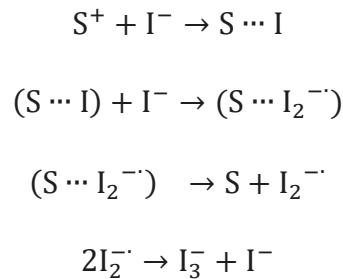 S⁺ + I⁻ → S ⋯ I
(S ⋯ I) + I⁻ → (S ⋯ I₂⁻·)
(S ⋯ I₂⁻·) → S + I₂⁻·
2I₂⁻· → I₃⁻ + I⁻